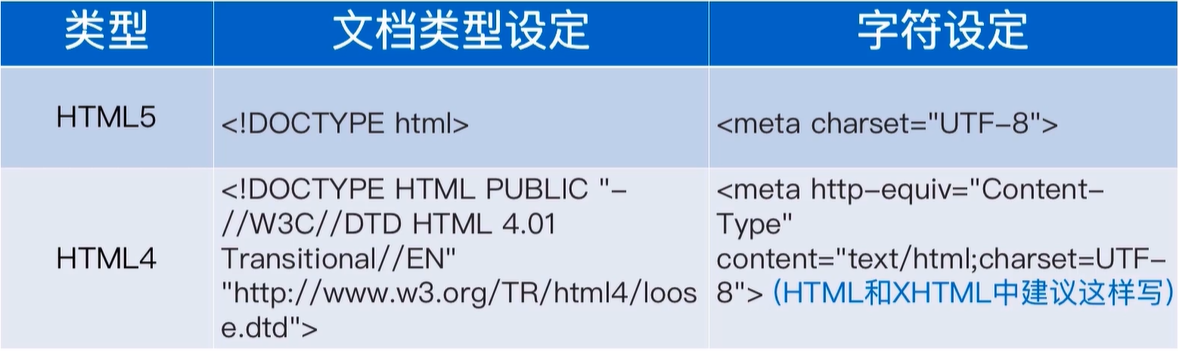 类型
文档类型设定
字符设定
HTML5
<!DOCTYPE html>
<meta charset="UTF-8">
HTML4
<!DOCTYPE HTML PUBLIC "-
//W3C//DTD HTML 4.01
Transitional//EN"
"http://www.w3.org/TR/html4/loos
e.dtd">
<meta http-equiv="Content-
Type"
content="text/html;charset=UTF-
8"> (HTML和XHTML中建议这样写)